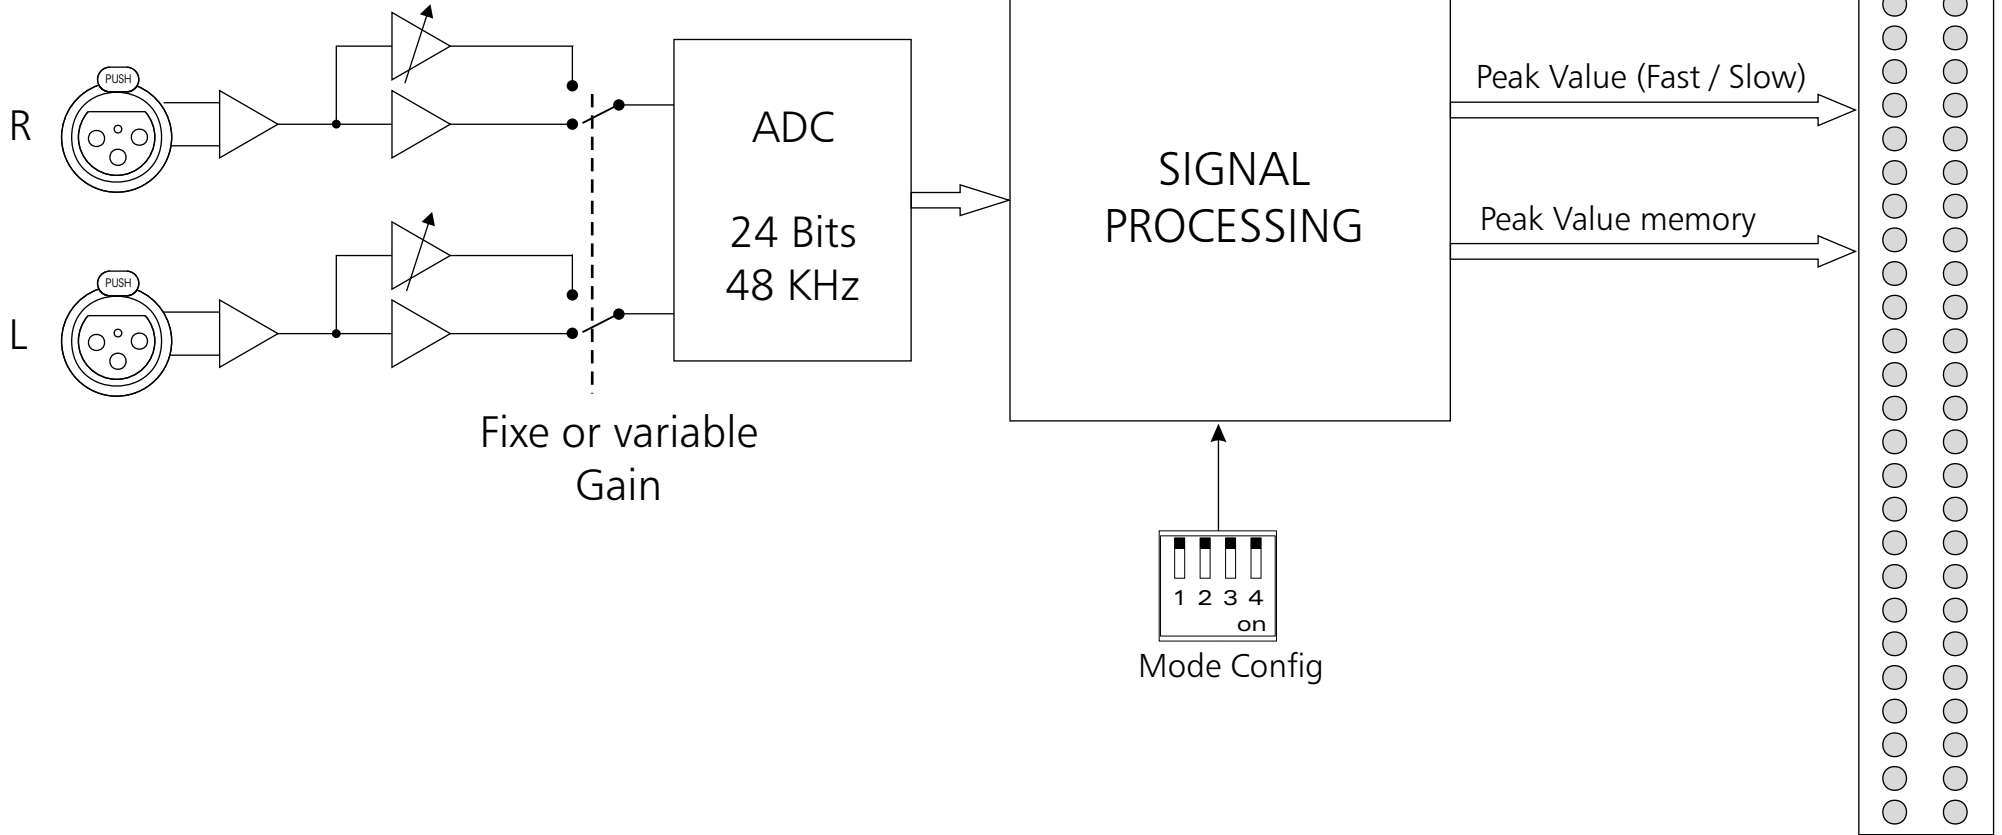 PUSH
R
PUSH
L
Fixe or variable
Gain
ADC
24 Bits
48 KHz
SIGNAL
PROCESSING
Peak Value (Fast / Slow)
Peak Value memory
1 2 3 4
on
Mode Config